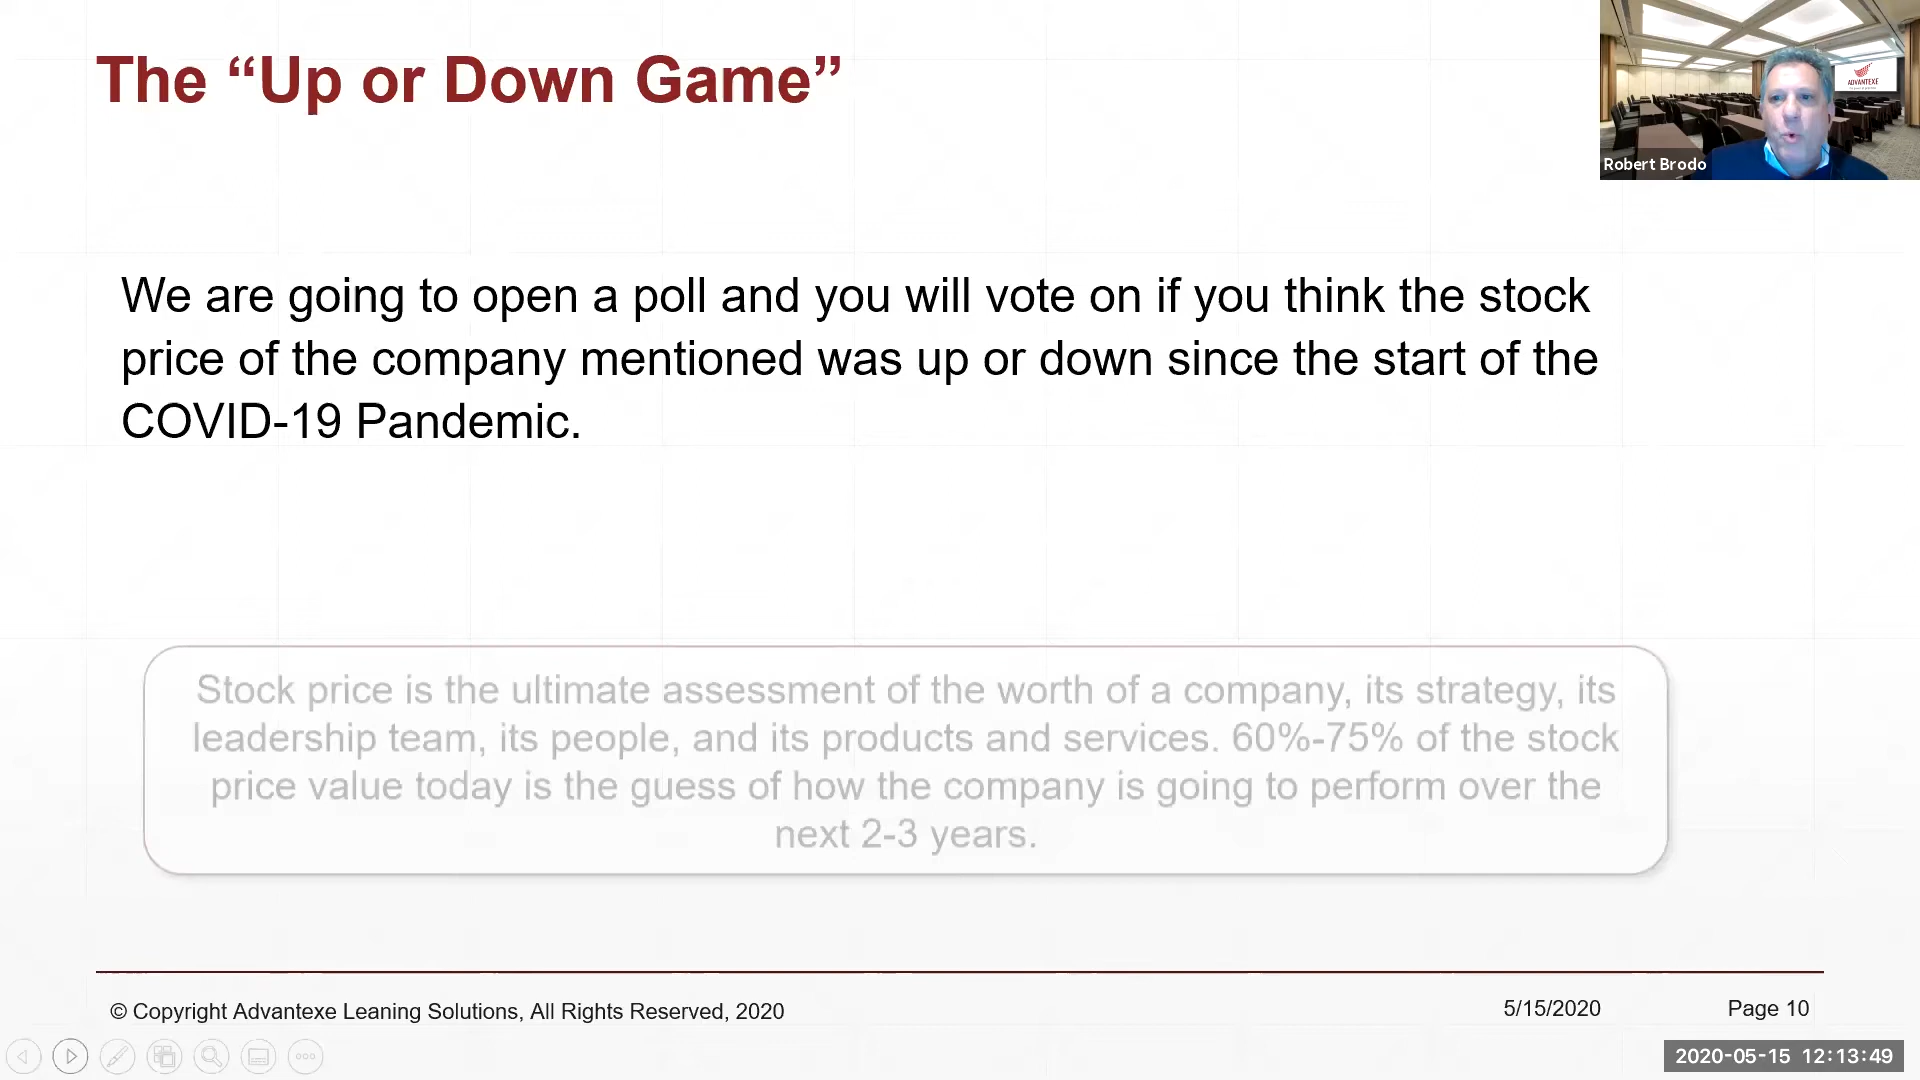 The “Up or Down Game”
ADVANTEXE
Robert Brodo
We are going to open a poll and you will vote on if you think the stock
price of the company mentioned was up or down since the start of the
COVID-19 Pandemic.
Stock price is the ultimate assessment of the worth of a company, its strategy, its
leadership team, its people, and its products and services. 60%-75% of the stock
price value today is the guess of how the company is going to perform over the
next 2-3 years.
© Copyright Advantexe Leaning Solutions, All Rights Reserved, 2020
5/15/2020
Page 10
2020-05-15 12:13:49